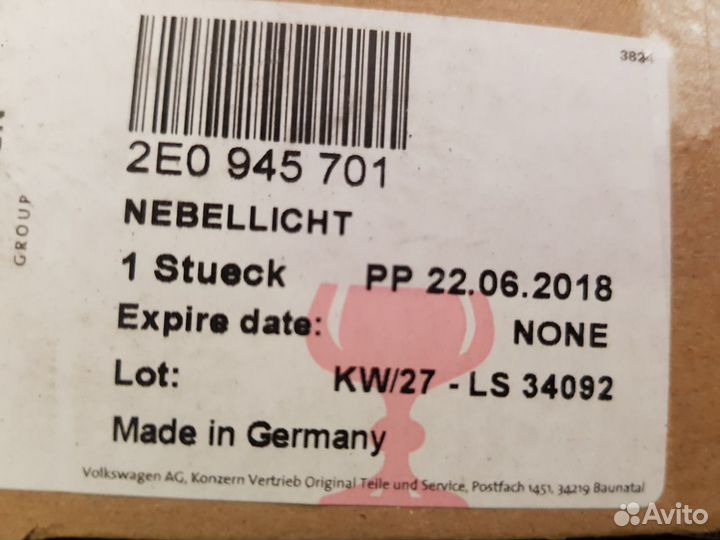 3824
2E0 945 701
NEBELLICHT
1 Stueck PP 22.06.2018
Expire date: NONE
Lot: KW/27 - LS 34092
Made in Germany
Volkswagen AG, Konzern Vertrieb Original Teile und Service, Postfach 1451, 34219 Baunatal
GROUP
Avito